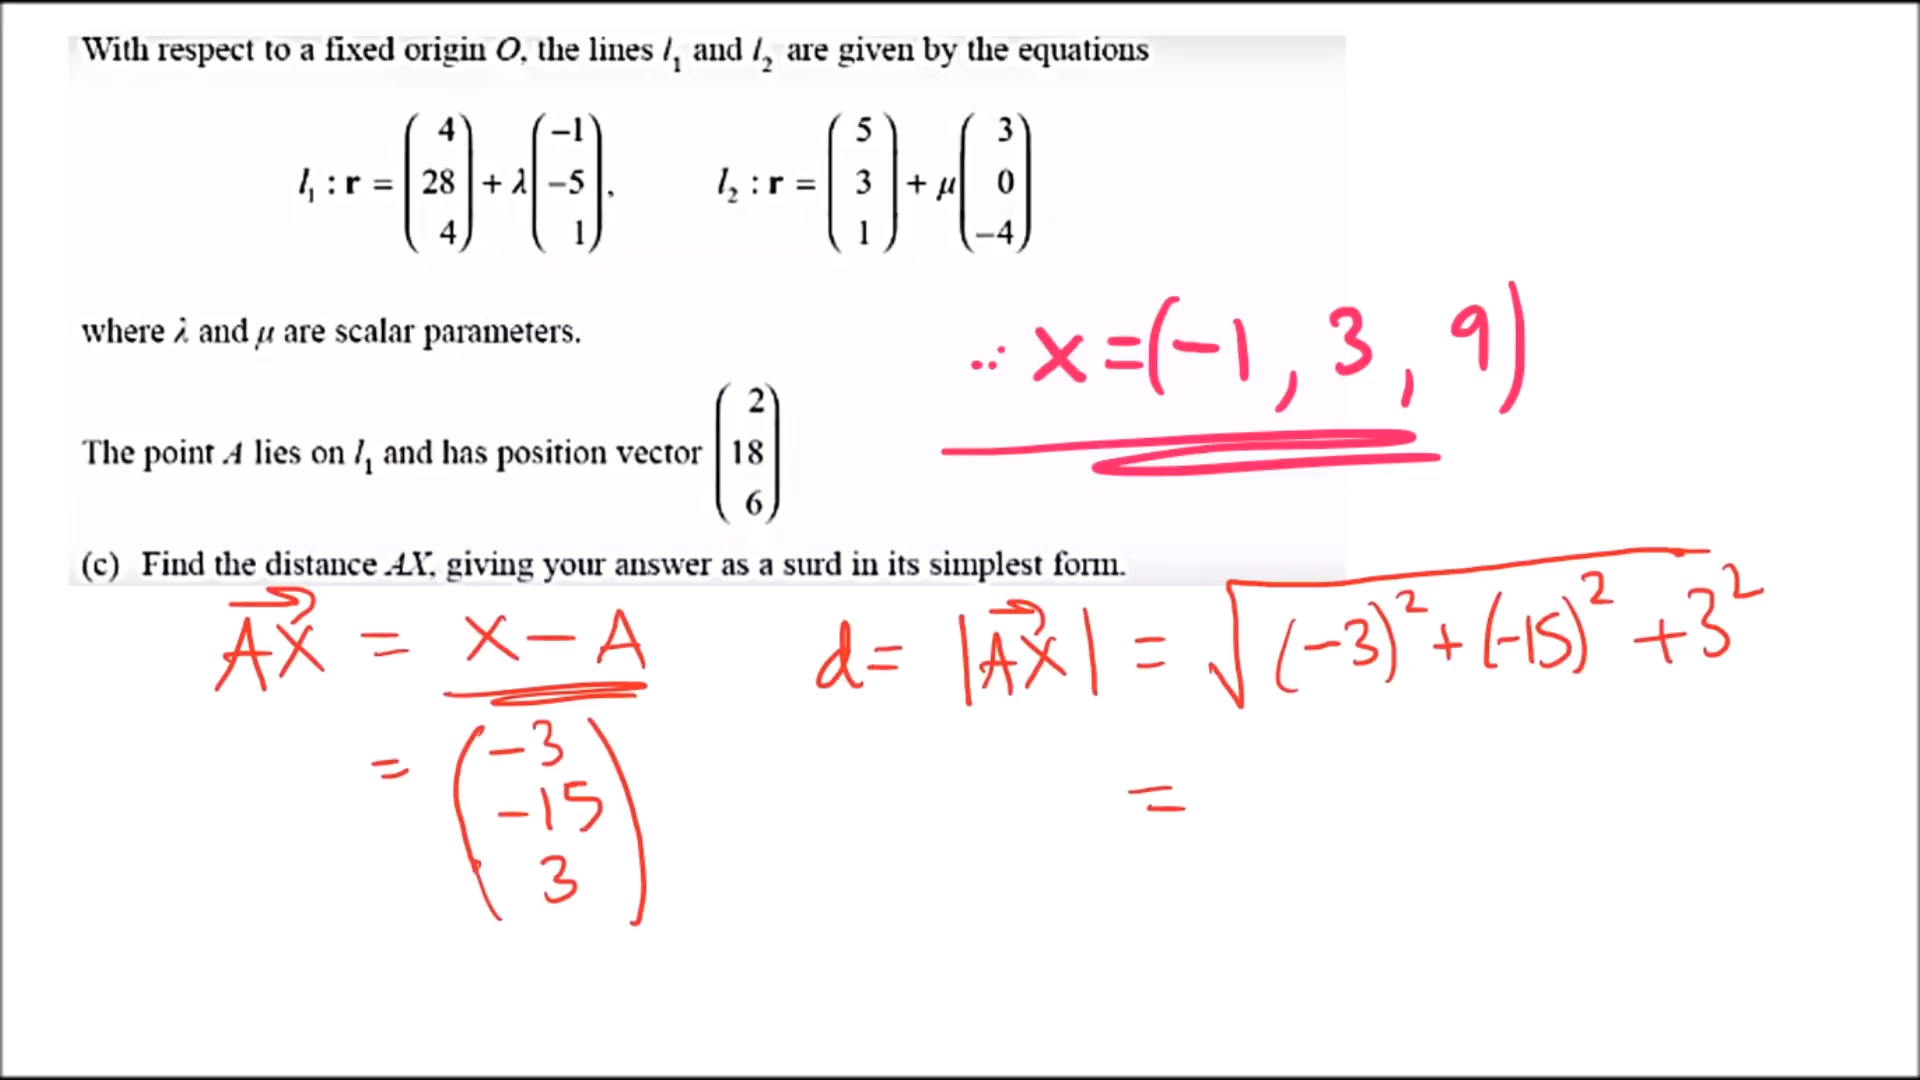 With respect to a fixed origin O, the lines l₁ and l₂ are given by the equations
l₁ : r = (4 28 4) + λ(−1 −5 1), l₂ : r = (5 3 1) + μ(3 0 −4)
where λ and μ are scalar parameters.
∴ x = (−1, 3, 9)
The point A lies on l₁ and has position vector (2 18 6)
(c) Find the distance AX, giving your answer as a surd in its simplest form.
AX = X − A
d = |AX| = √(−3)² + (−15)² + 3²
= (−3 −15 3)
=